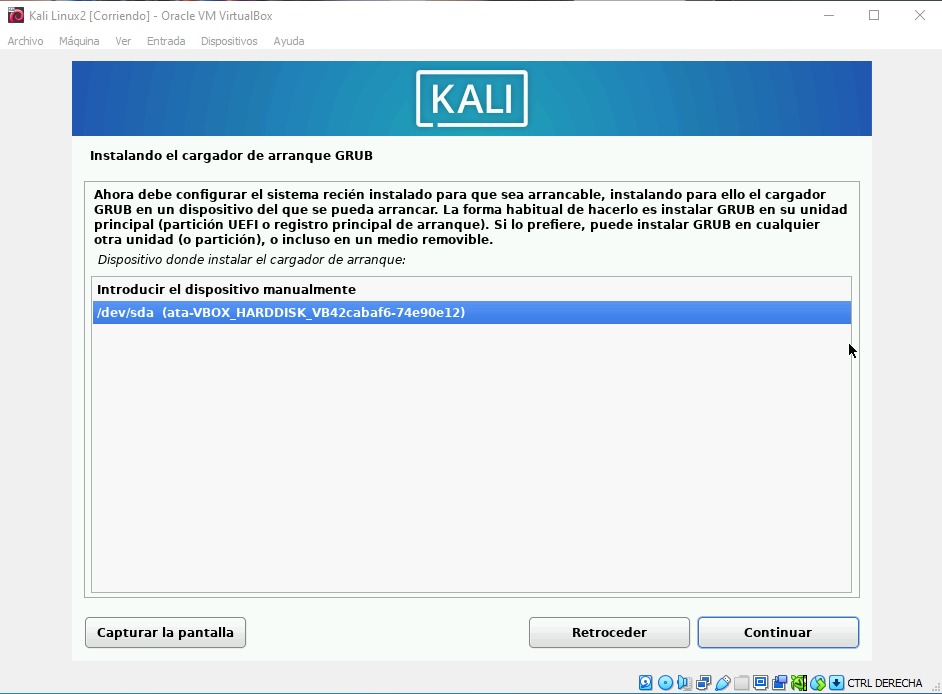 Kali Linux2 [Corriendo] - Oracle VM VirtualBox
Archivo Máquina Ver Entrada Dispositivos Ayuda
KALI
Instalando el cargador de arranque GRUB
Ahora debe configurar el sistema recién instalado para que sea arrancable, instalando para ello el cargador
GRUB en un dispositivo del que se pueda arrancar. La forma habitual de hacerlo es instalar GRUB en su unidad
principal (partición UEFI o registro principal de arranque). Si lo prefiere, puede instalar GRUB en cualquier
otra unidad (o partición), o incluso en un medio removible.
Dispositivo donde instalar el cargador de arranque:
Introducir el dispositivo manualmente
/dev/sda (ata-VBOX_HARDDISK_VB42cabaf6-74e90e12)
Capturar la pantalla Retroceder Continuar
CTRL DERECHA